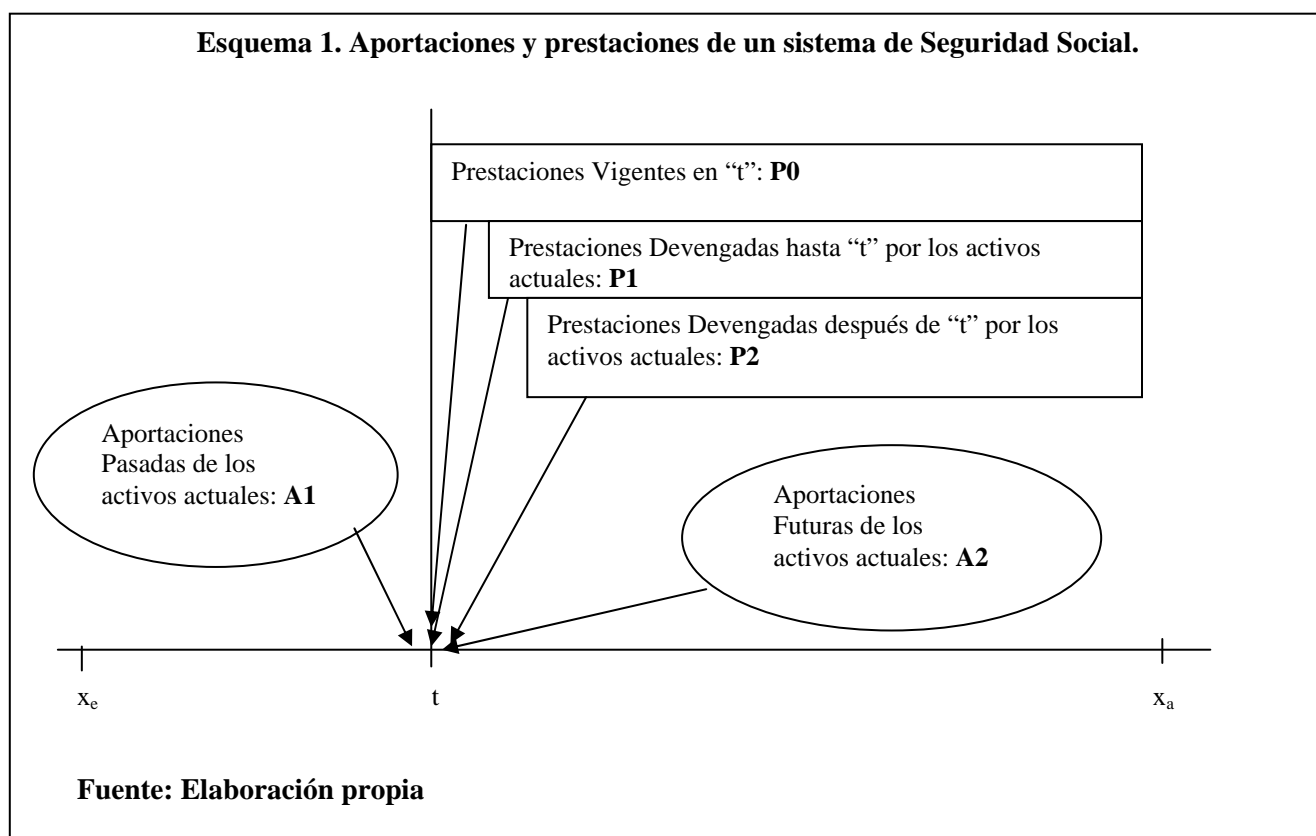 Esquema 1. Aportaciones y prestaciones de un sistema de Seguridad Social.
Prestaciones Vigentes en “t”: P0
Prestaciones Devengadas hasta “t” por los activos
actuales: P1
Prestaciones Devengadas después de “t” por los
activos actuales: P2
Aportaciones
Pasadas de los
activos actuales: A1
Aportaciones
Futuras de los
activos actuales: A2
xe
t
xa
Fuente: Elaboración propia